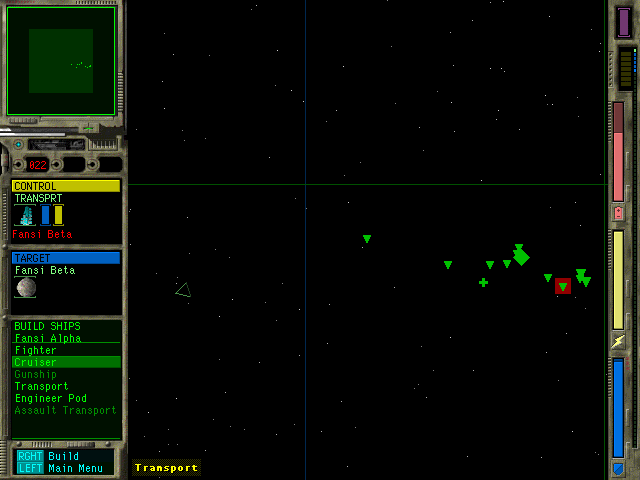 022
CONTROL
TRANSPRT
Fansi Beta
TARGET
Fansi Beta
BUILD SHIPS
Fansi Alpha
Fighter
Cruiser
Gunship
Transport
Engineer Pod
Assault Transport
RGHT Build
LEFT Main Menu
Transport